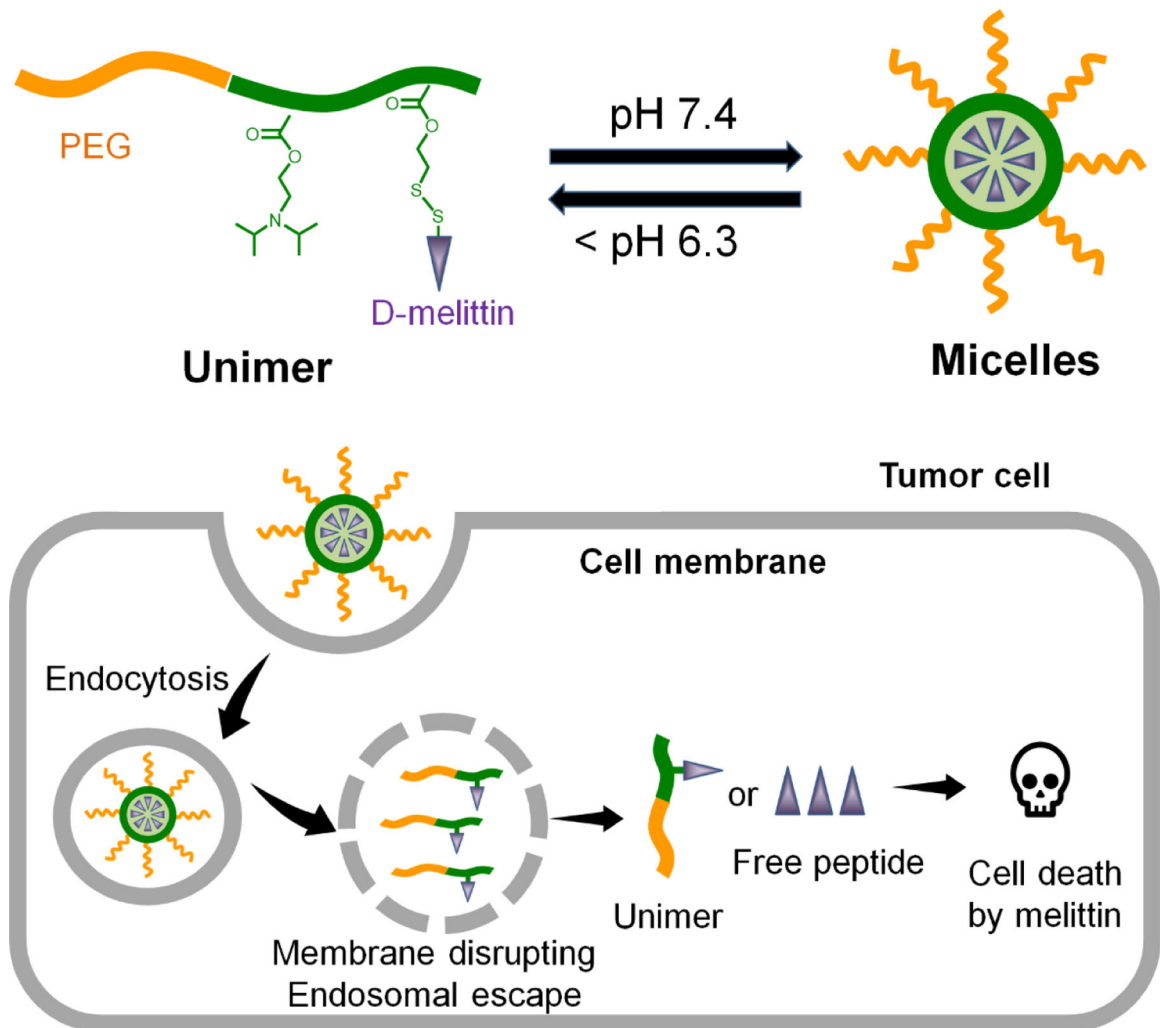 O
O
O
O
PEG
N
S
S
D-melittin
Unimer
pH 7.4
< pH 6.3
Micelles
Tumor cell
Cell membrane
Endocytosis
Membrane disrupting
Endosomal escape
Unimer
or
Free peptide
Cell death
by melittin